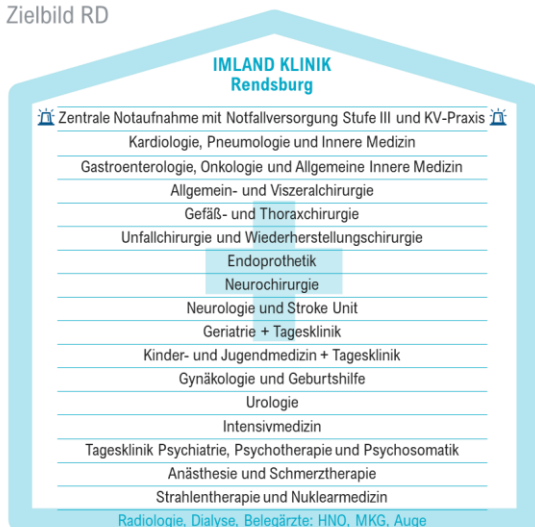 Zielbild RD
IMLAND KLINIK
Rendsburg
Zentrale Notaufnahme mit Notfallversorgung Stufe III und KV-Praxis
Kardiologie, Pneumologie und Innere Medizin
Gastroenterologie, Onkologie und Allgemeine Innere Medizin
Allgemein- und Viszeralchirurgie
Gefäß- und Thoraxchirurgie
Unfallchirurgie und Wiederherstellungschirurgie
Endoprothetik
Neurochirurgie
Neurologie und Stroke Unit
Geriatrie + Tagesklinik
Kinder- und Jugendmedizin + Tagesklinik
Gynäkologie und Geburtshilfe
Urologie
Intensivmedizin
Tagesklinik Psychiatrie, Psychotherapie und Psychosomatik
Anästhesie und Schmerztherapie
Strahlentherapie und Nuklearmedizin
Radiologie, Dialyse, Belegärzte: HNO, MKG, Auge